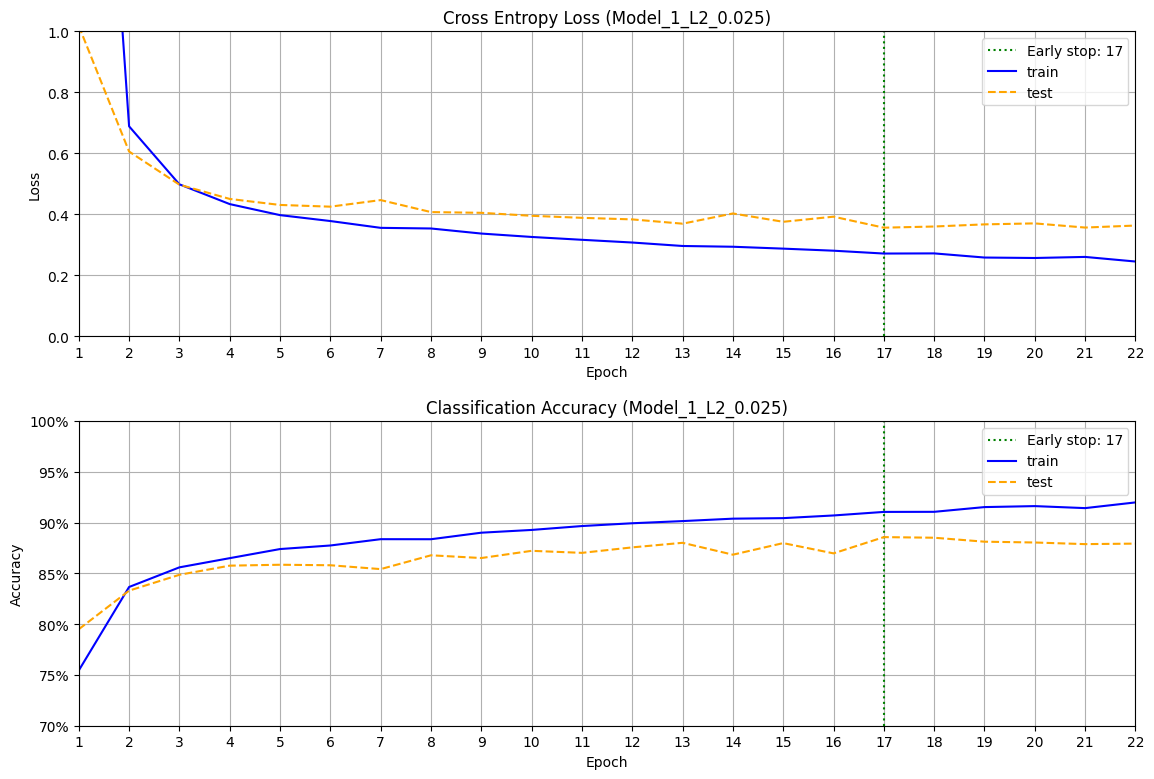 Cross Entropy Loss (Model_1_L2_0.025)
1.0
0.8
0.6
0.4
0.2
0.0
Loss
Early stop: 17
train
test
1 2 3 4 5 6 7 8 9 10 11 12 13 14 15 16 17 18 19 20 21 22
Epoch
Classification Accuracy (Model_1_L2_0.025)
100%
95%
90%
85%
80%
75%
70%
Accuracy
Early stop: 17
train
test
1 2 3 4 5 6 7 8 9 10 11 12 13 14 15 16 17 18 19 20 21 22
Epoch